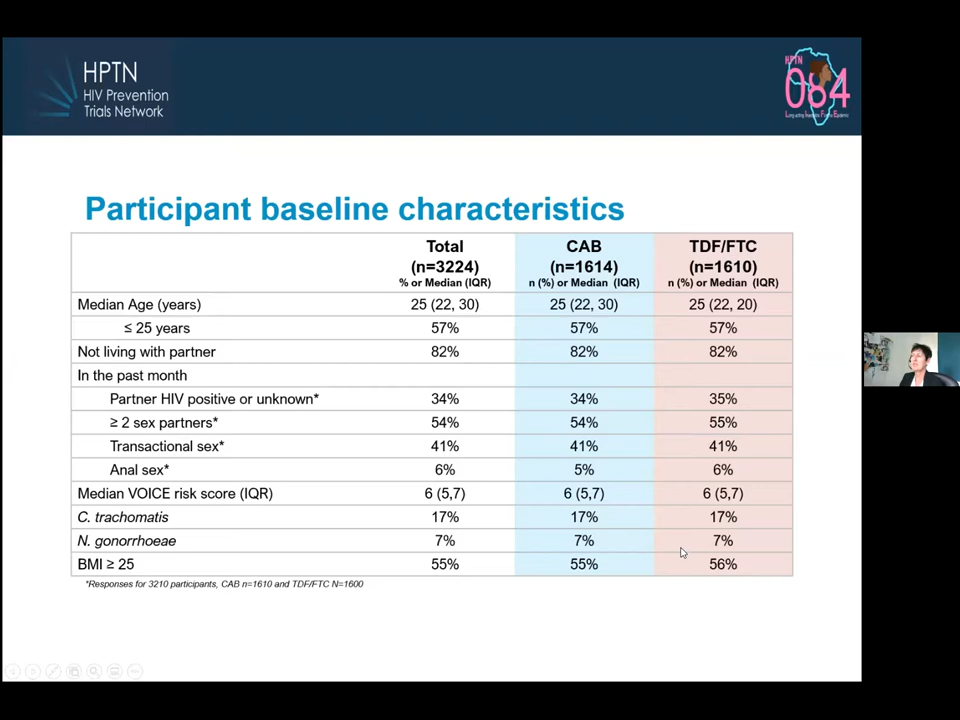 HPTN
HIV Prevention
Trials Network
HPTN
084
Participant baseline characteristics
Total CAB TDF/FTC
(n=3224) (n=1614) (n=1610)
% or Median (IQR) n (%) or Median (IQR) n (%) or Median (IQR)
Median Age (years) 25 (22, 30) 25 (22, 30) 25 (22, 20)
≤ 25 years 57% 57% 57%
Not living with partner 82% 82% 82%
In the past month
Partner HIV positive or unknown* 34% 34% 35%
≥ 2 sex partners* 54% 54% 55%
Transactional sex* 41% 41% 41%
Anal sex* 6% 5% 6%
Median VOICE risk score (IQR) 6 (5,7) 6 (5,7) 6 (5,7)
C. trachomatis 17% 17% 17%
N. gonorrhoeae 7% 7% 7%
BMI ≥ 25 55% 55% 56%
*Responses for 3210 participants, CAB n=1610 and TDF/FTC N=1600